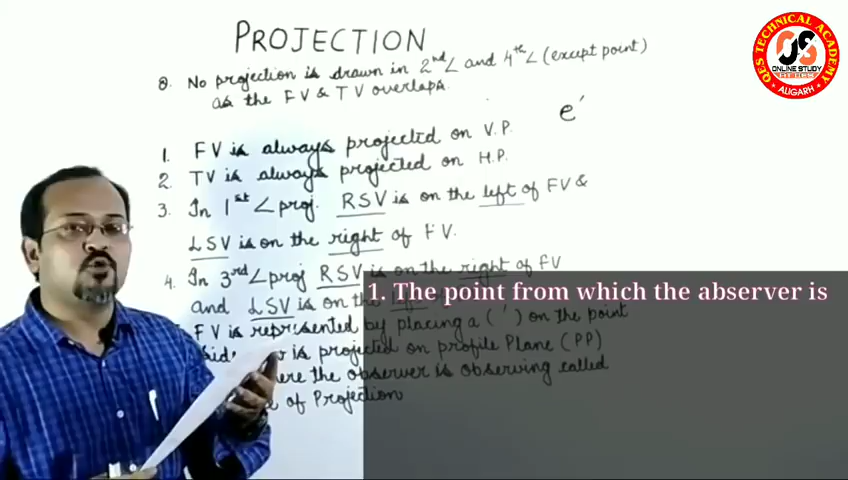 PROJECTION
0. No projection is drawn in 2nd∠ and 4th∠ (except point)
as the FV & TV overlaps.
e'
1. FV is always projected on V.P.
2. TV is always projected on H.P.
3. In 1st ∠ proj. RSV is on the left of FV &
LSV is on the right of FV.
4. In 3rd ∠ proj RSV is on the right of FV
and LSV is on the left
FV is represented by placing a (') on the point
is projected on profile Plane (PP)
the observer is observing called
of Projection
1. The point from which the abserver is
QES TECHNICAL ACADEMY
QS
ONLINE STUDY
ALIGARH